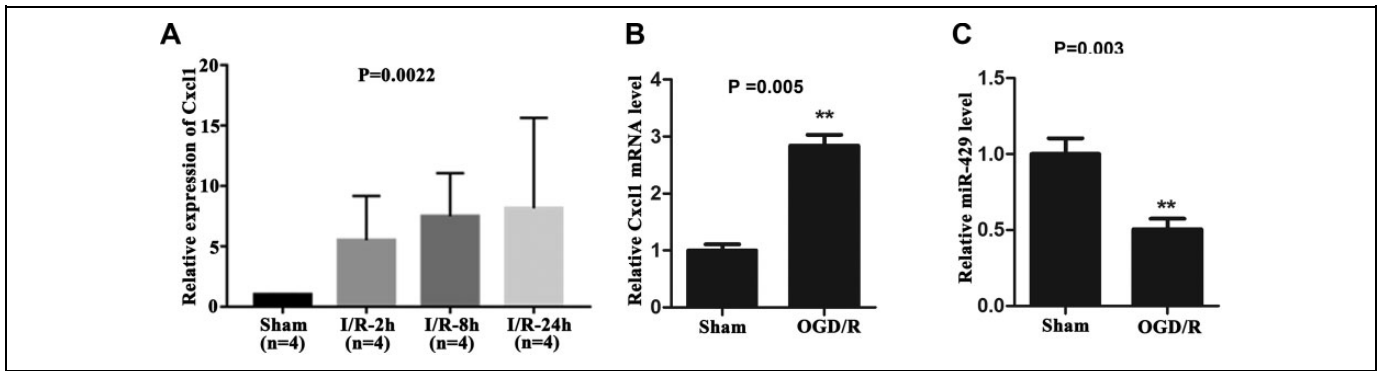 A
Relative expression of Cxcl1
20
15
10
5
0
P=0.0022
Sham
(n=4)
I/R-2h
(n=4)
I/R-8h
(n=4)
I/R-24h
(n=4)
B
Relative Cxcl1 mRNA level
4
3
2
1
0
P =0.005
**
Sham
OGD/R
C
P=0.003
Relative miR-429 level
1.5
1.0
0.5
0.0
**
Sham
OGD/R